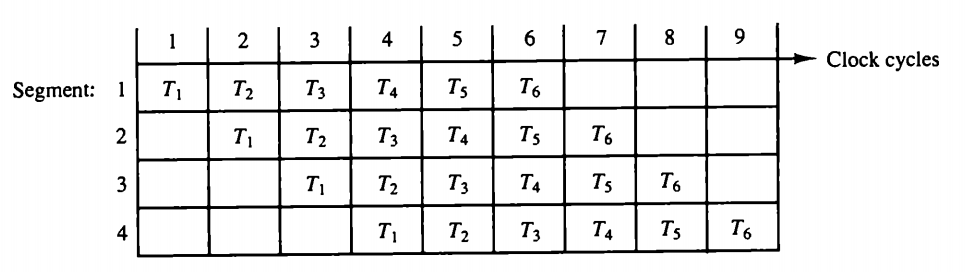 1 2 3 4 5 6 7 8 9
Clock cycles
Segment: 1 T1 T2 T3 T4 T5 T6
2 T1 T2 T3 T4 T5 T6
3 T1 T2 T3 T4 T5 T6
4 T1 T2 T3 T4 T5 T6